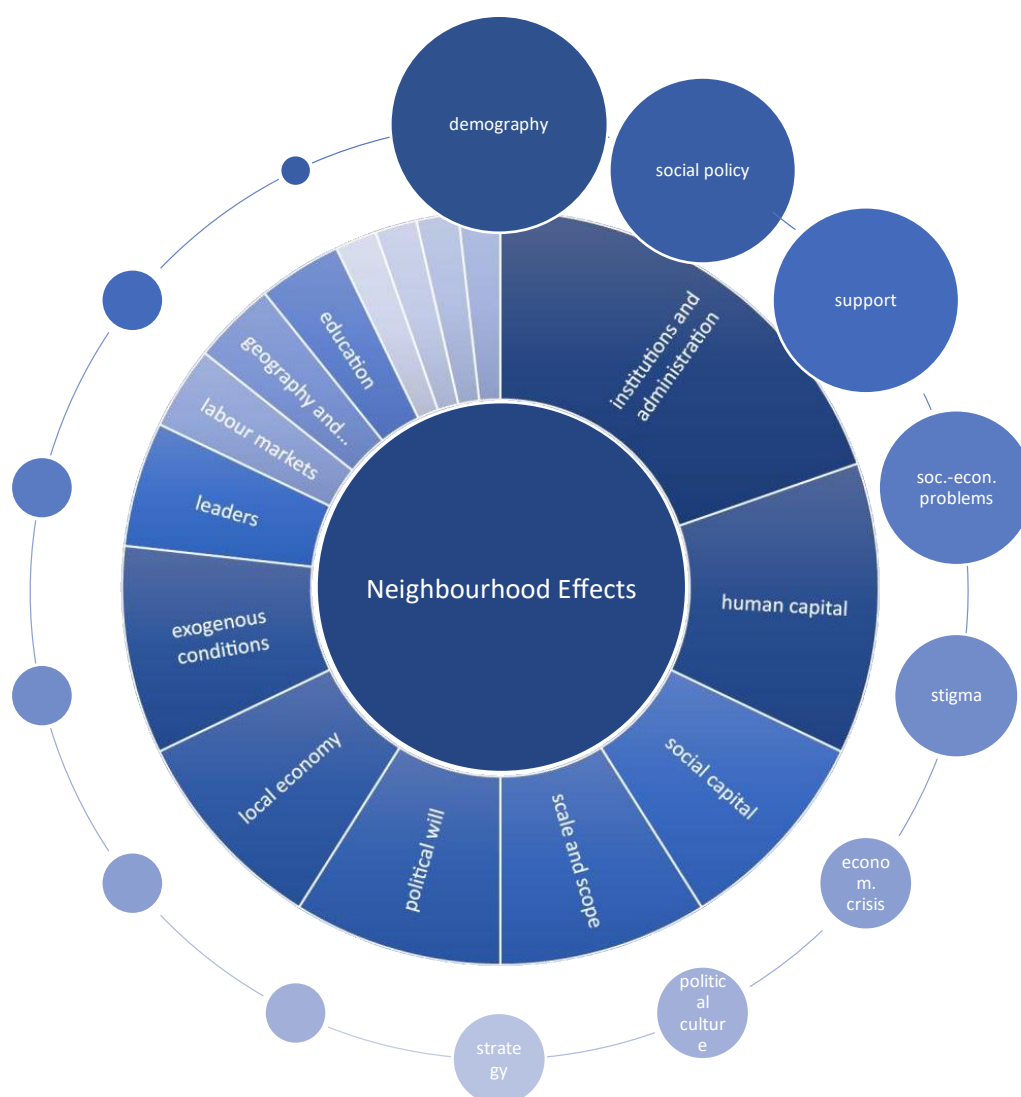 demography
social policy
support
soc.-econ.
problems
stigma
econo
m.
crisis
politic
al
cultur
e
strate
gy
institutions and
administration
human capital
social capital
scale and scope
political will
local economy
exogenous
conditions
leaders
labour markets
geography and...
education
Neighbourhood Effects